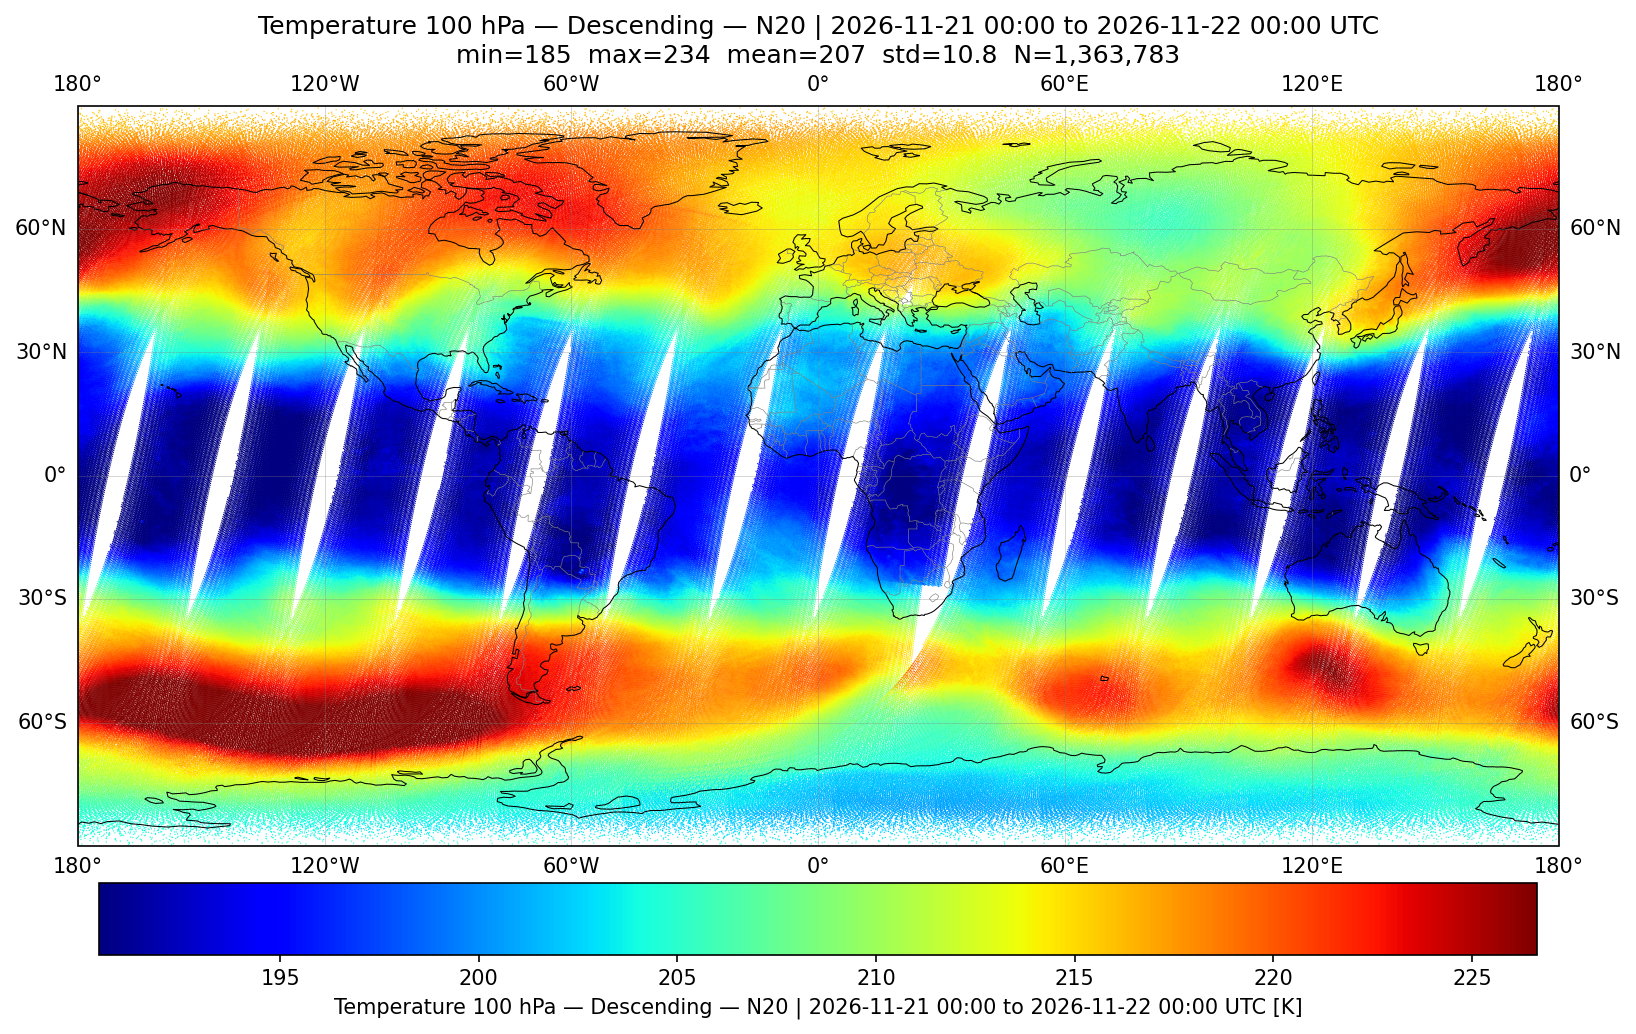 Temperature 100 hPa — Descending — N20 | 2026-11-21 00:00 to 2026-11-22 00:00 UTC
min=185  max=234  mean=207  std=10.8  N=1,363,783
180° 120°W 60°W 0° 60°E 120°E 180°
60°N 60°N
30°N 30°N
0° 0°
30°S 30°S
60°S 60°S
180° 120°W 60°W 0° 60°E 120°E 180°
195 200 205 210 215 220 225
Temperature 100 hPa — Descending — N20 | 2026-11-21 00:00 to 2026-11-22 00:00 UTC [K]